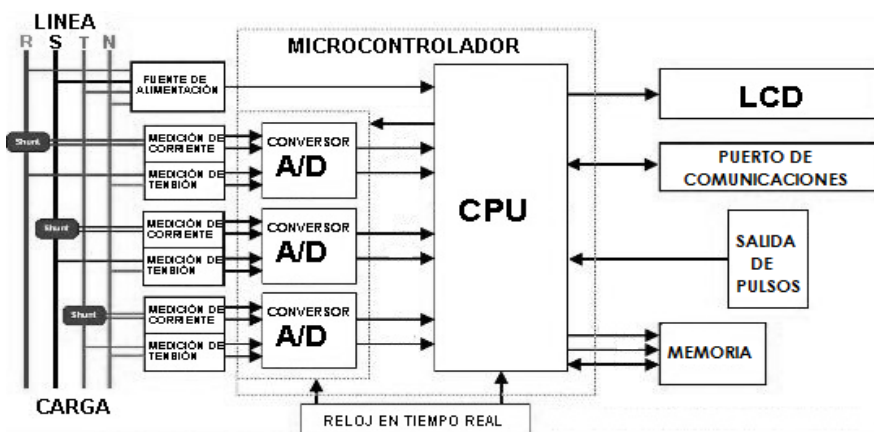 LINEA
R S T N
MICROCONTROLADOR
FUENTE DE
ALIMENTACIÓN
Shunt
MEDICIÓN DE
CORRIENTE
MEDICIÓN DE
TENSIÓN
CONVERSOR
A/D
Shunt
MEDICIÓN DE
CORRIENTE
MEDICIÓN DE
TENSIÓN
CONVERSOR
A/D
Shunt
MEDICIÓN DE
CORRIENTE
MEDICIÓN DE
TENSIÓN
CONVERSOR
A/D
CPU
LCD
PUERTO DE
COMUNICACIONES
SALIDA
DE
PULSOS
MEMORIA
CARGA
RELOJ EN TIEMPO REAL